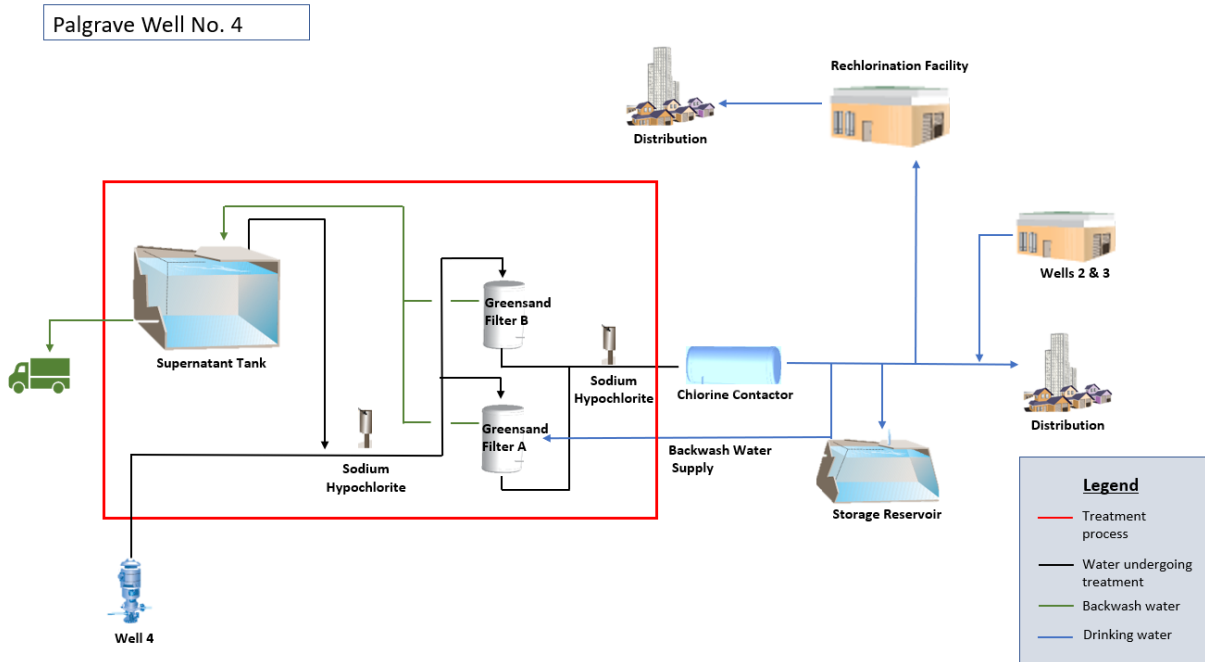 Palgrave Well No. 4
Rechlorination Facility
Distribution
Wells 2 & 3
Greensand
Filter B
Supernatant Tank
Sodium
Hypochlorite
Chlorine Contactor
Greensand
Filter A
Sodium
Hypochlorite
Backwash Water
Supply
Distribution
Storage Reservoir
Well 4
Legend
Treatment
process
Water undergoing
treatment
Backwash water
Drinking water